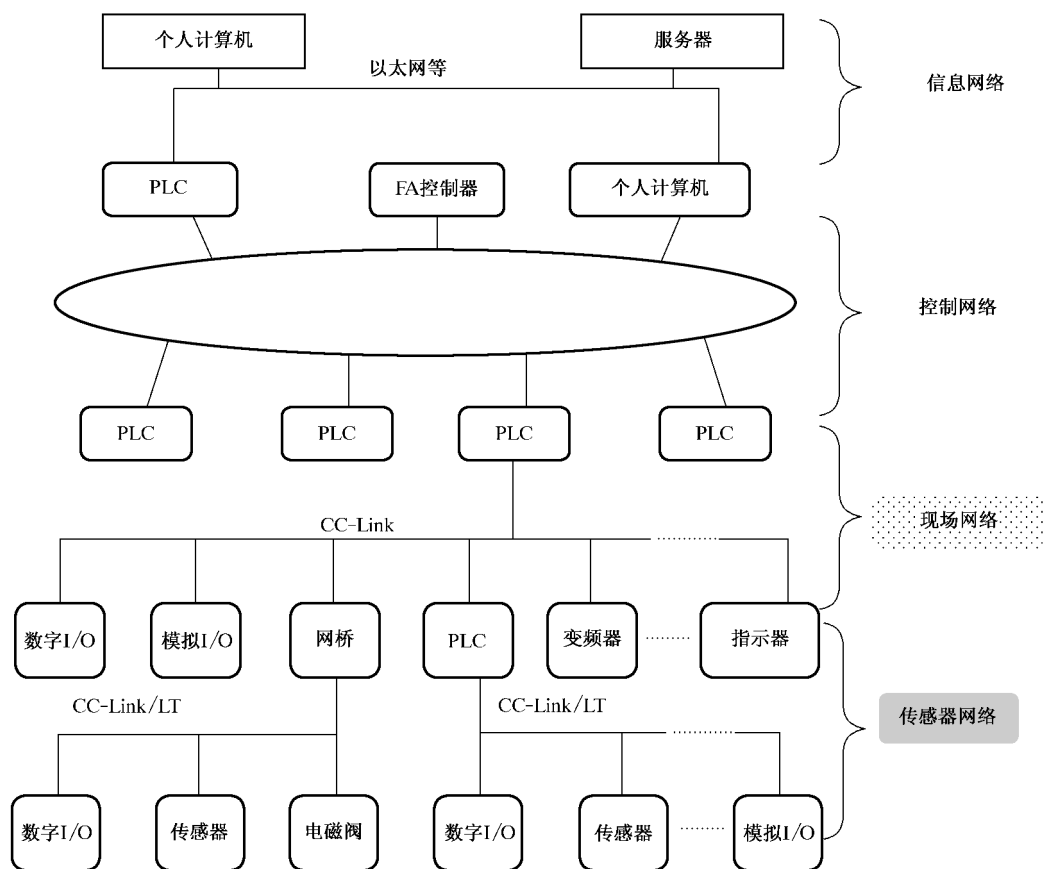 个人计算机
服务器
以太网等
信息网络
PLC
FA控制器
个人计算机
控制网络
PLC
PLC
PLC
PLC
现场网络
CC-Link
数字I/O
模拟I/O
网桥
PLC
变频器
指示器
CC-Link/LT
CC-Link/LT
传感器网络
数字I/O
传感器
电磁阀
数字I/O
传感器
模拟I/O